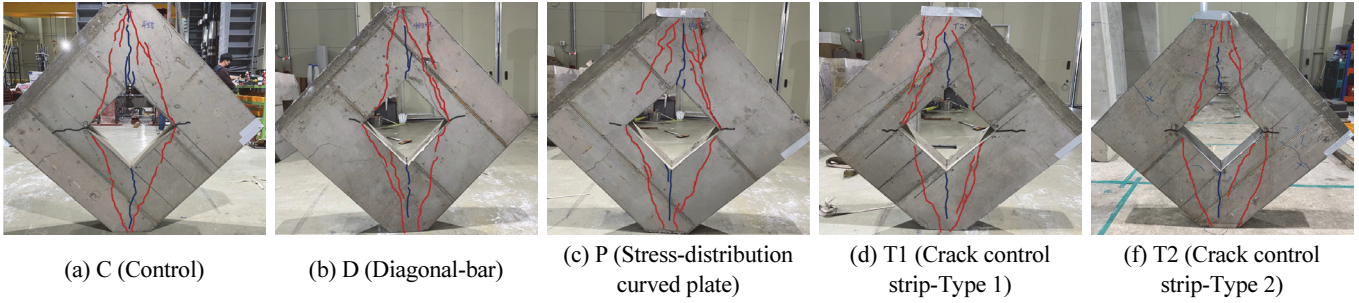 T2
(a) C (Control)
(b) D (Diagonal-bar)
(c) P (Stress-distribution
curved plate)
(d) T1 (Crack control
strip-Type 1)
(f) T2 (Crack control
strip-Type 2)